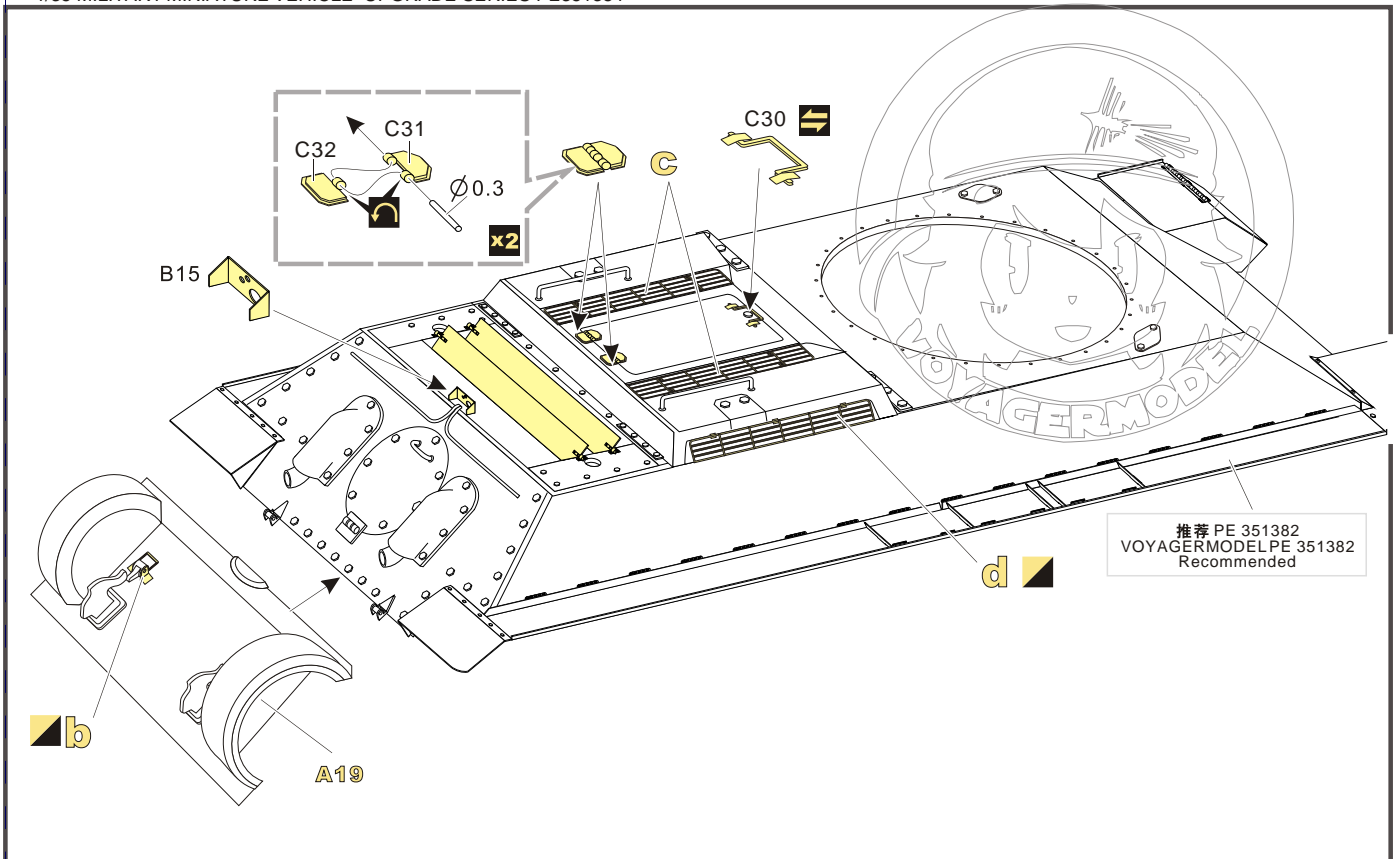 C30
C31
C32
C
Ø0.3
x2
B15
VOYAGERMODEL
推荐 PE 351382
VOYAGERMODELPE 351382
Recommended
d
b
A19